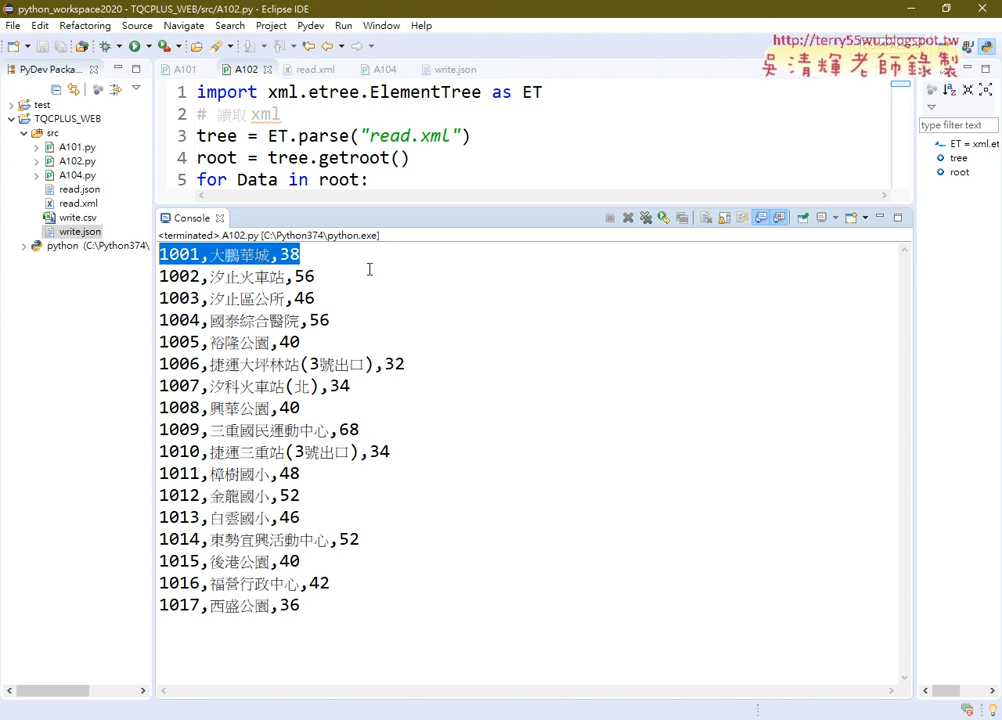 python_workspace2020 - TQCPLUS_WEB/src/A102.py - Eclipse IDE
File Edit Refactoring Source Navigate Search Project Pydev Run Window Help
http://terry55wu.blogspot.tw
吳清輝老師錄製
PyDev Packa...
A101 A102 read.xml A104 write.json
test
TQCPLUS_WEB
src
A101.py
A102.py
A104.py
read.json
read.xml
write.csv
write.json
python (C:\Python374\
1 import xml.etree.ElementTree as ET
2 # 讀取 xml
3 tree = ET.parse("read.xml")
4 root = tree.getroot()
5 for Data in root:
type filter text
ET = xml.et
tree
root
Console
<terminated> A102.py [C:\Python374\python.exe]
1001,大鵬華城,38
1002,汐止火車站,56
1003,汐止區公所,46
1004,國泰綜合醫院,56
1005,裕隆公園,40
1006,捷運大坪林站(3號出口),32
1007,汐科火車站(北),34
1008,興華公園,40
1009,三重國民運動中心,68
1010,捷運三重站(3號出口),34
1011,樟樹國小,48
1012,金龍國小,52
1013,白雲國小,46
1014,東勢宜興活動中心,52
1015,後港公園,40
1016,福營行政中心,42
1017,西盛公園,36